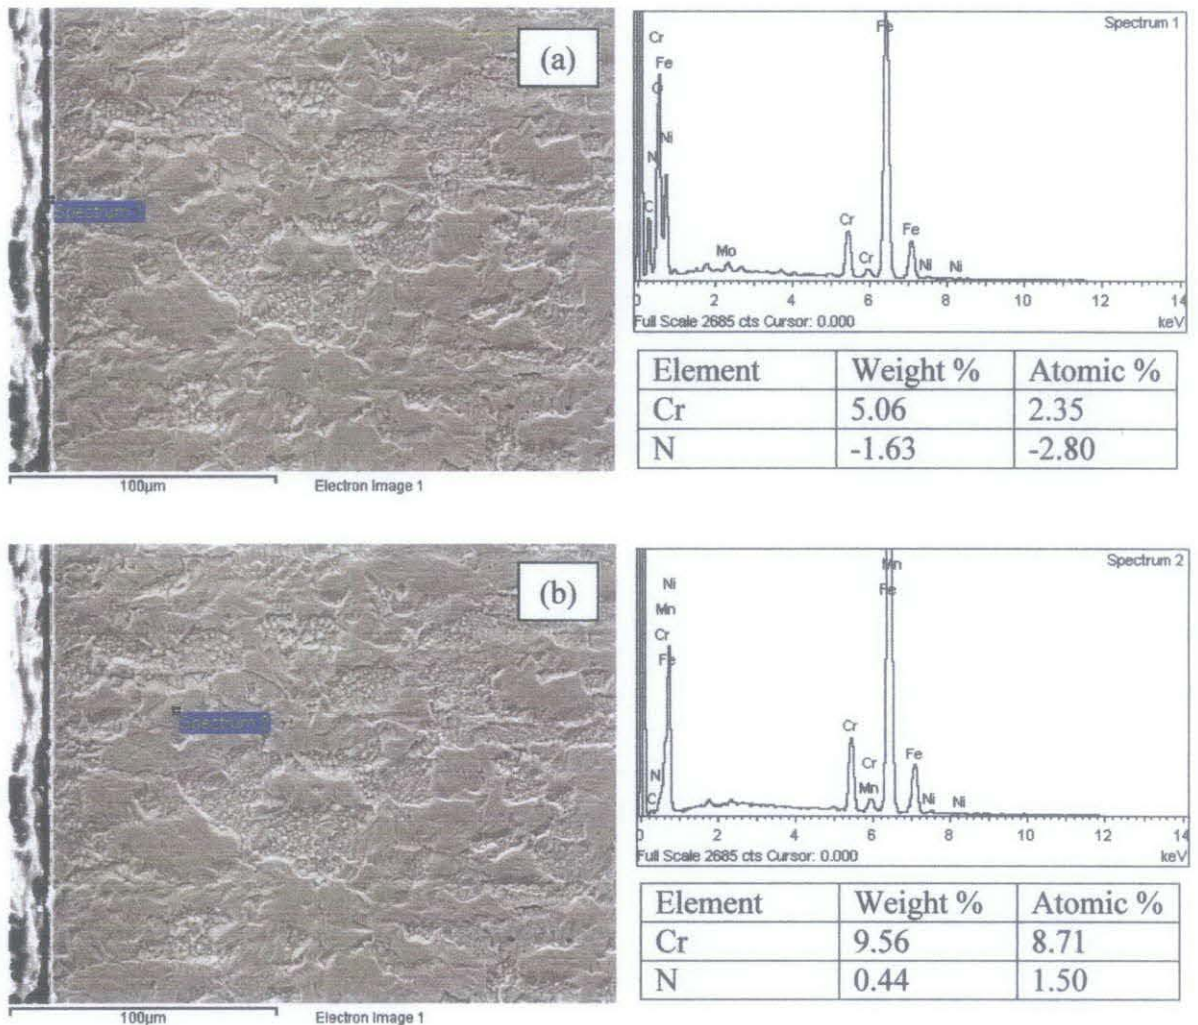 (a)
Spectrum 1
100µm
Electron Image 1
Spectrum 1
Cr
Fe
Fe
O
Ni
N
C
Mo
Cr
Cr
Fe
Ni
Ni
0 2 4 6 8 10 12 14
Full Scale 2685 cts Cursor: 0.000 keV
Element Weight % Atomic %
Cr 5.06 2.35
N -1.63 -2.80
(b)
100µm
Electron Image 1
Spectrum 2
Mn
Fe
Ni
Mn
Cr
Fe
N
C
Cr
Cr
Mn
Fe
Ni
Ni
0 2 4 6 8 10 12 14
Full Scale 2685 cts Cursor: 0.000 keV
Element Weight % Atomic %
Cr 9.56 8.71
N 0.44 1.50